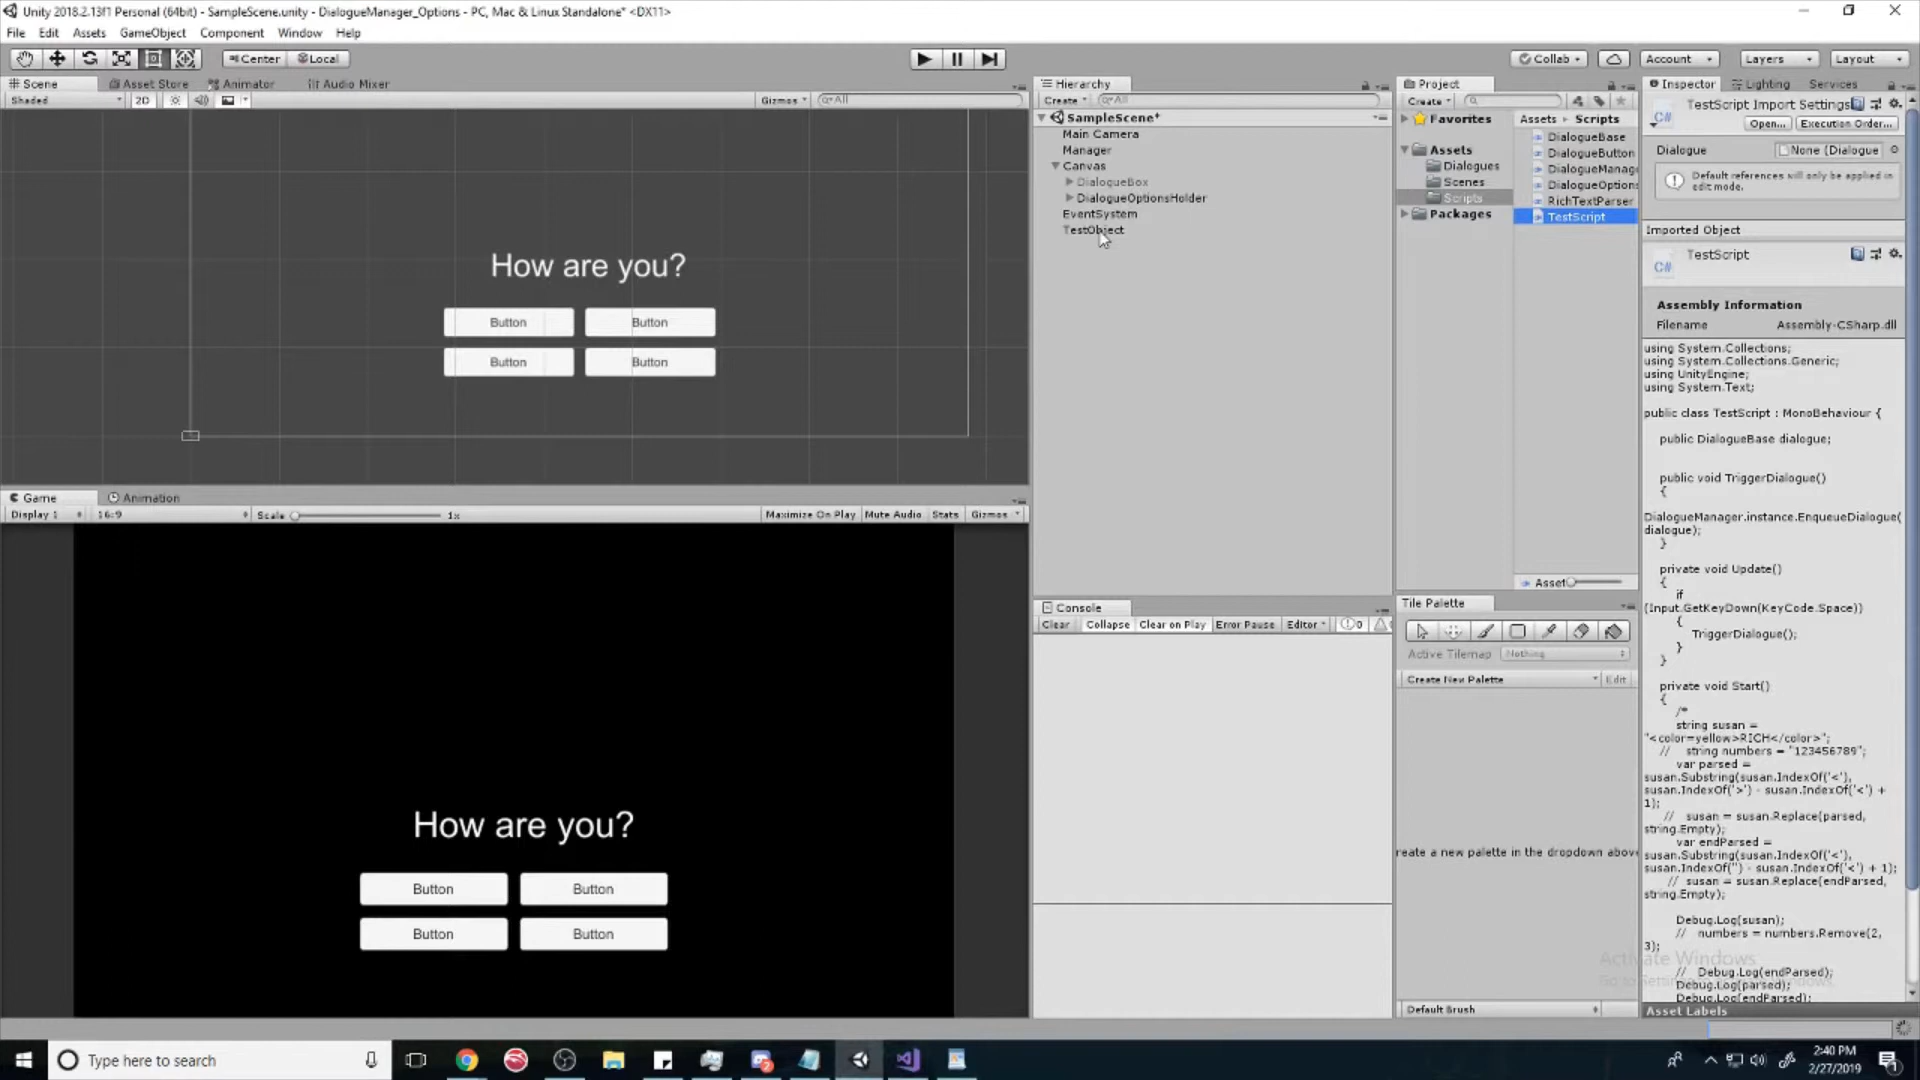 Unity 2018.2.13f1 Personal (64bit) - SampleScene.unity - DialogueManager_Options - PC, Mac & Linux Standalone* <DX11>
File Edit Assets GameObject Component Window Help
Center Local Collab Account Layers Layout
Scene Asset Store Animator Audio Mixer
Shaded 2D Gizmos All
How are you?
Button Button
Button Button
Game Animation
Display 1 16:9 Scale 1x Maximize On Play Mute Audio Stats Gizmos
How are you?
Button Button
Button Button
Hierarchy
Create All
SampleScene*
Main Camera
Manager
Canvas
DialogueBox
DialogueOptionsHolder
EventSystem
TestObject
Console
Clear Collapse Clear on Play Error Pause Editor 0
Project
Create
Favorites
Assets
Dialogues
Scenes
Scripts
Packages
Assets Scripts
DialogueBase
DialogueButton
DialogueManag
DialogueOptions
RichTextParser
TestScript
Asset
Tile Palette
Active Tilemap Nothing
Create New Palette Edit
reate a new palette in the dropdown above
Default Brush
Inspector Lighting Services
TestScript Import Settings
C#
Open... Execution Order...
Dialogue None (Dialogue
Default references will only be applied in
edit mode.
Imported Object
TestScript
C#
Assembly Information
Filename Assembly-CSharp.dll
using System.Collections;
using System.Collections.Generic;
using UnityEngine;
using System.Text;
public class TestScript : MonoBehaviour {
public DialogueBase dialogue;
public void TriggerDialogue()
{
DialogueManager.instance.EnqueueDialogue(
dialogue);
}
private void Update()
{
if
(Input.GetKeyDown(KeyCode.Space))
{
TriggerDialogue();
}
}
private void Start()
{
/*
string susan =
"<color=yellow>RICH</color>";
// string numbers = "123456789";
var parsed =
susan.Substring(susan.IndexOf('<'),
susan.IndexOf('>') - susan.IndexOf('<') +
1);
// susan = susan.Replace(parsed,
string.Empty);
var endParsed =
susan.Substring(susan.IndexOf('<'),
susan.IndexOf('') - susan.IndexOf('<') + 1);
// susan = susan.Replace(endParsed,
string.Empty);
Debug.Log(susan);
// numbers = numbers.Remove(2,
3);
// Debug.Log(endParsed);
Debug.Log(parsed);
Debug.Log(endParsed);
Activate Windows
Asset Labels
Type here to search
2:40 PM
2/27/2019
1